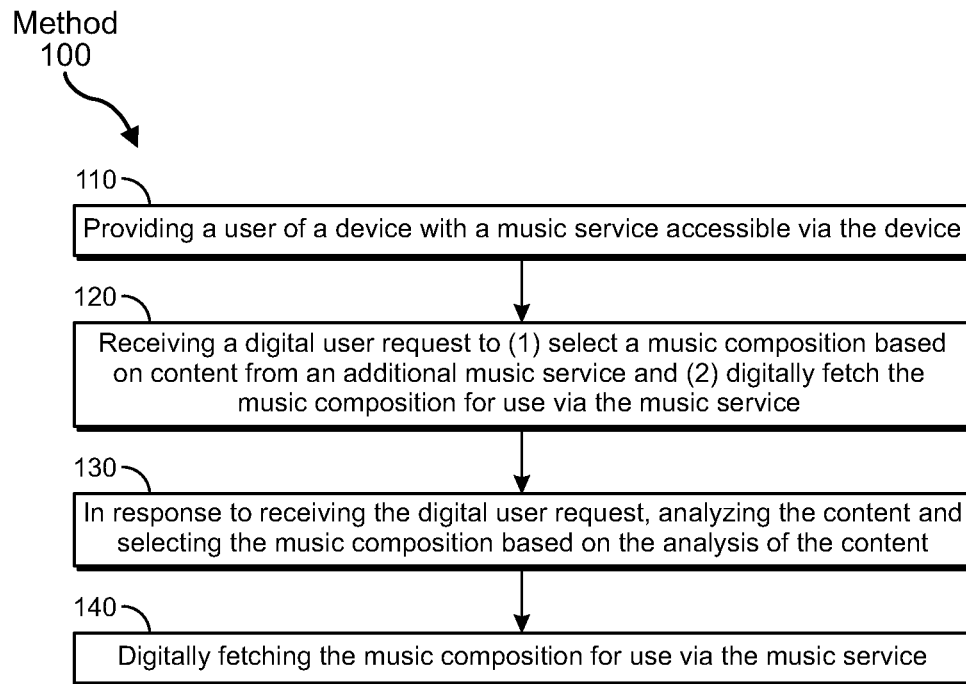 Method
100
110
Providing a user of a device with a music service accessible via the device
120
Receiving a digital user request to (1) select a music composition based
on content from an additional music service and (2) digitally fetch the
music composition for use via the music service
130
In response to receiving the digital user request, analyzing the content and
selecting the music composition based on the analysis of the content
140
Digitally fetching the music composition for use via the music service